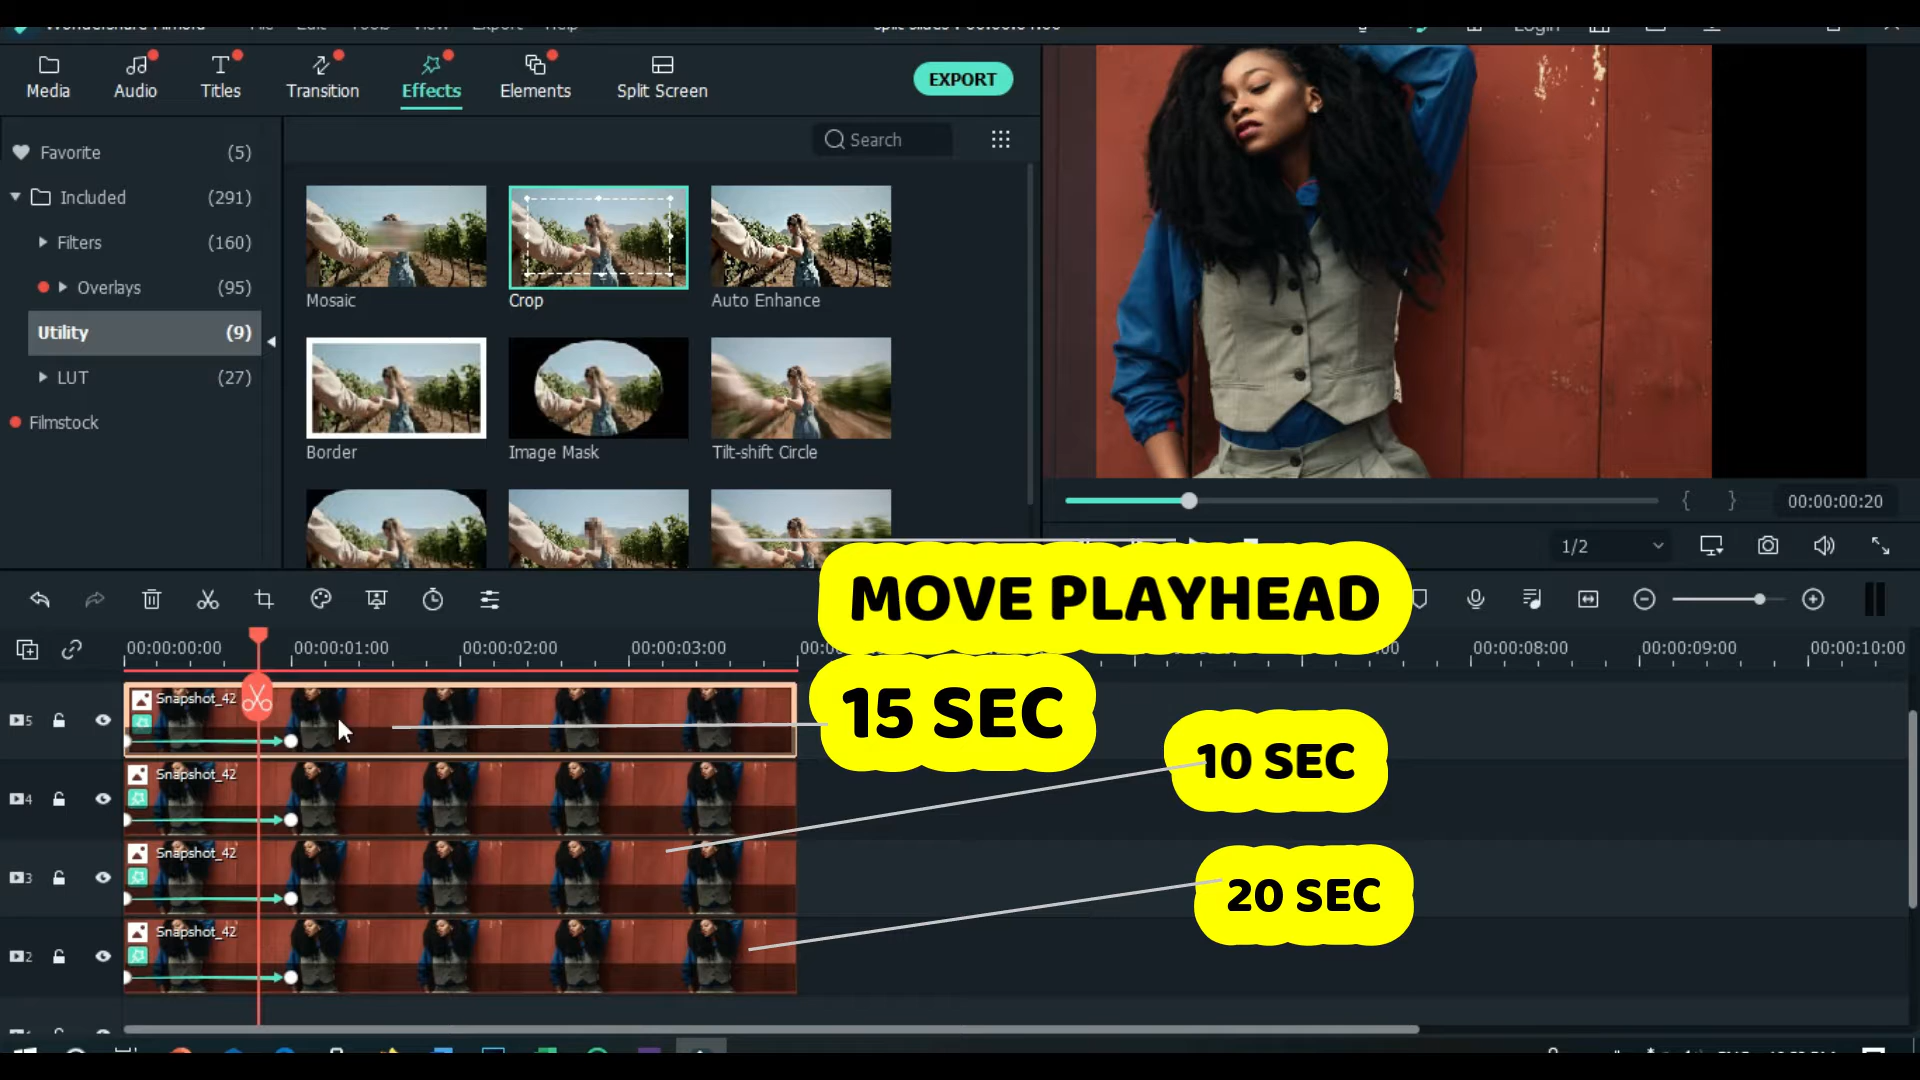 Media
Audio
Titles
Transition
Effects
Elements
Split Screen
EXPORT
Favorite (5)
Included (291)
Filters (160)
Overlays (95)
Utility (9)
LUT (27)
Filmstock
Search
Mosaic
Crop
Auto Enhance
Border
Image Mask
Tilt-shift Circle
00:00:00:20
1/2
MOVE PLAYHEAD
15 SEC
10 SEC
20 SEC
00:00:00:00
00:00:01:00
00:00:02:00
00:00:03:00
00:00:08:00
00:00:09:00
00:00:10:00
5
Snapshot_42
4
Snapshot_42
3
Snapshot_42
2
Snapshot_42